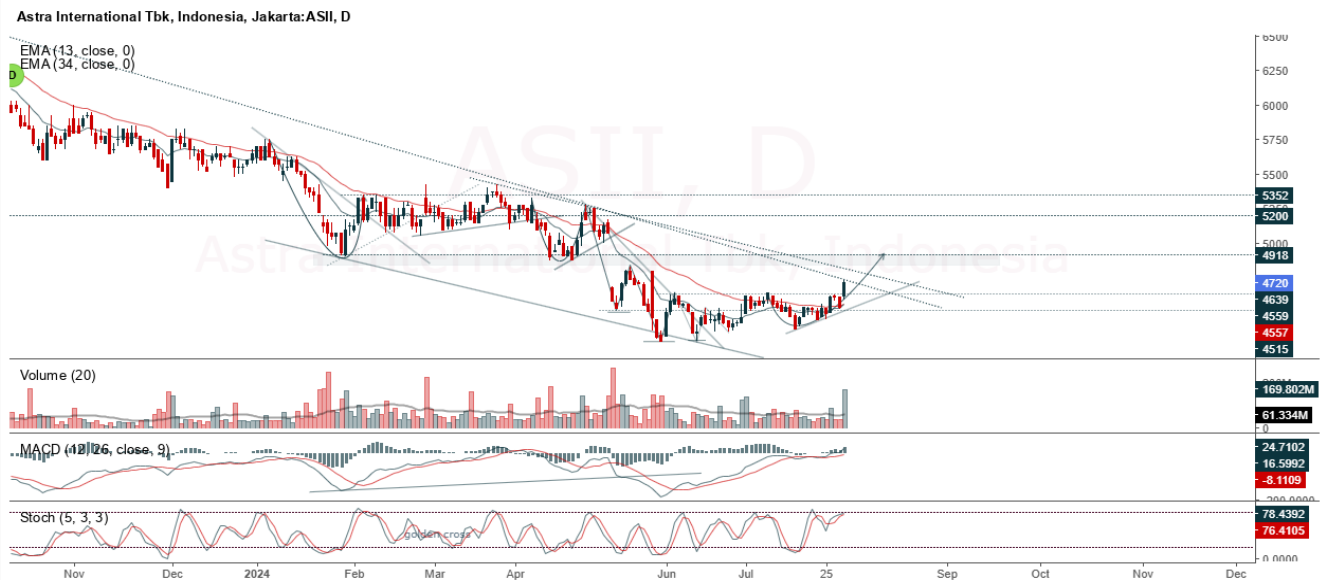 Astra International Tbk, Indonesia, Jakarta:ASII, D
EMA (13, close, 0)
EMA (34, close, 0)
D
ASII, D
Astra International Tbk, Indonesia
6500
6250
6000
5750
5500
5352
5200
5000
4918
4720
4639
4559
4557
4515
Volume (20)
169.802M
61.334M
0
MACD (12, 26, close, 9)
24.7102
16.5992
-8.1109
-200.0000
Stoch (5, 3, 3)
golden cross
78.4392
76.4105
0.0000
Nov Dec 2024 Feb Mar Apr Jun Jul 25 Sep Oct Nov Dec